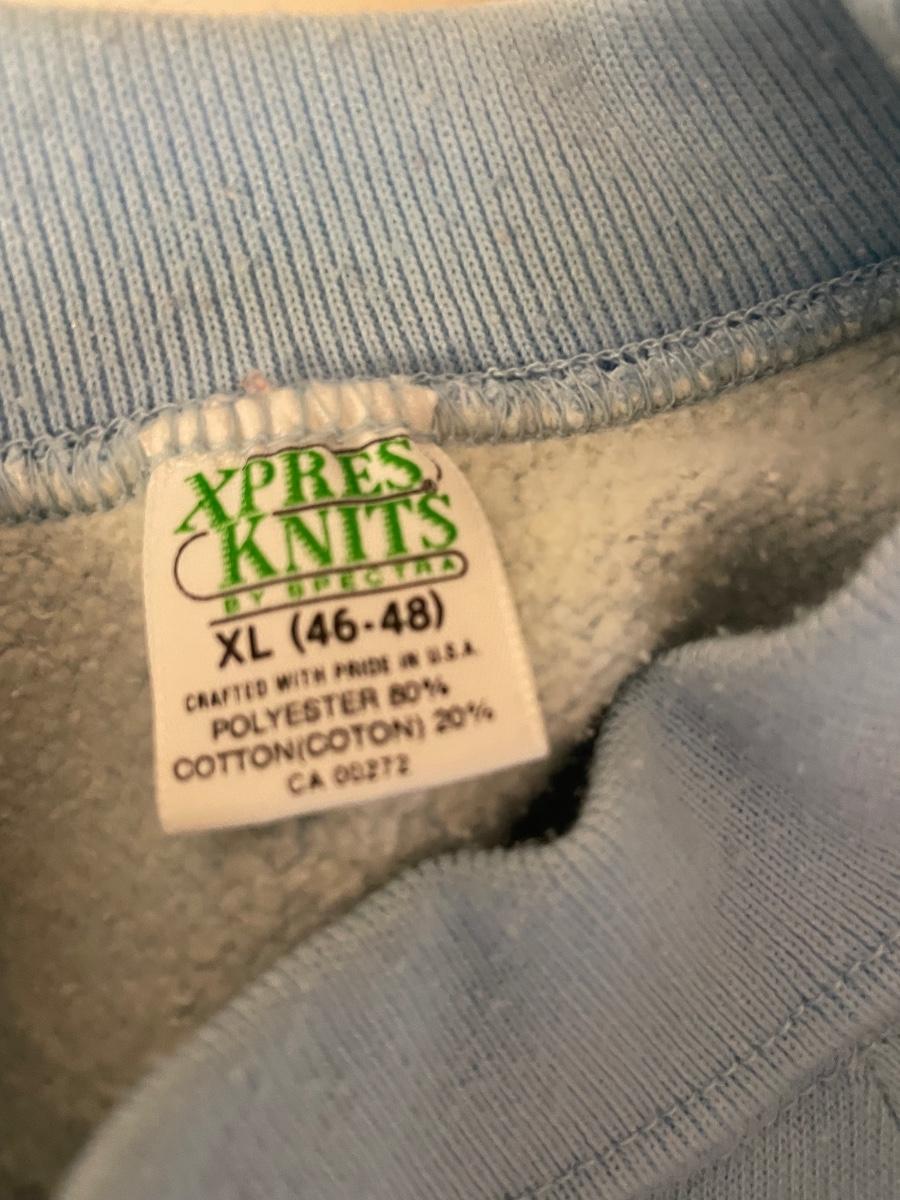 XPRES®
KNITS
BY SPECTRA
XL (46-48)
CRAFTED WITH PRIDE IN U.S.A.
POLYESTER 80%
COTTON(COTON) 20%
CA 00272